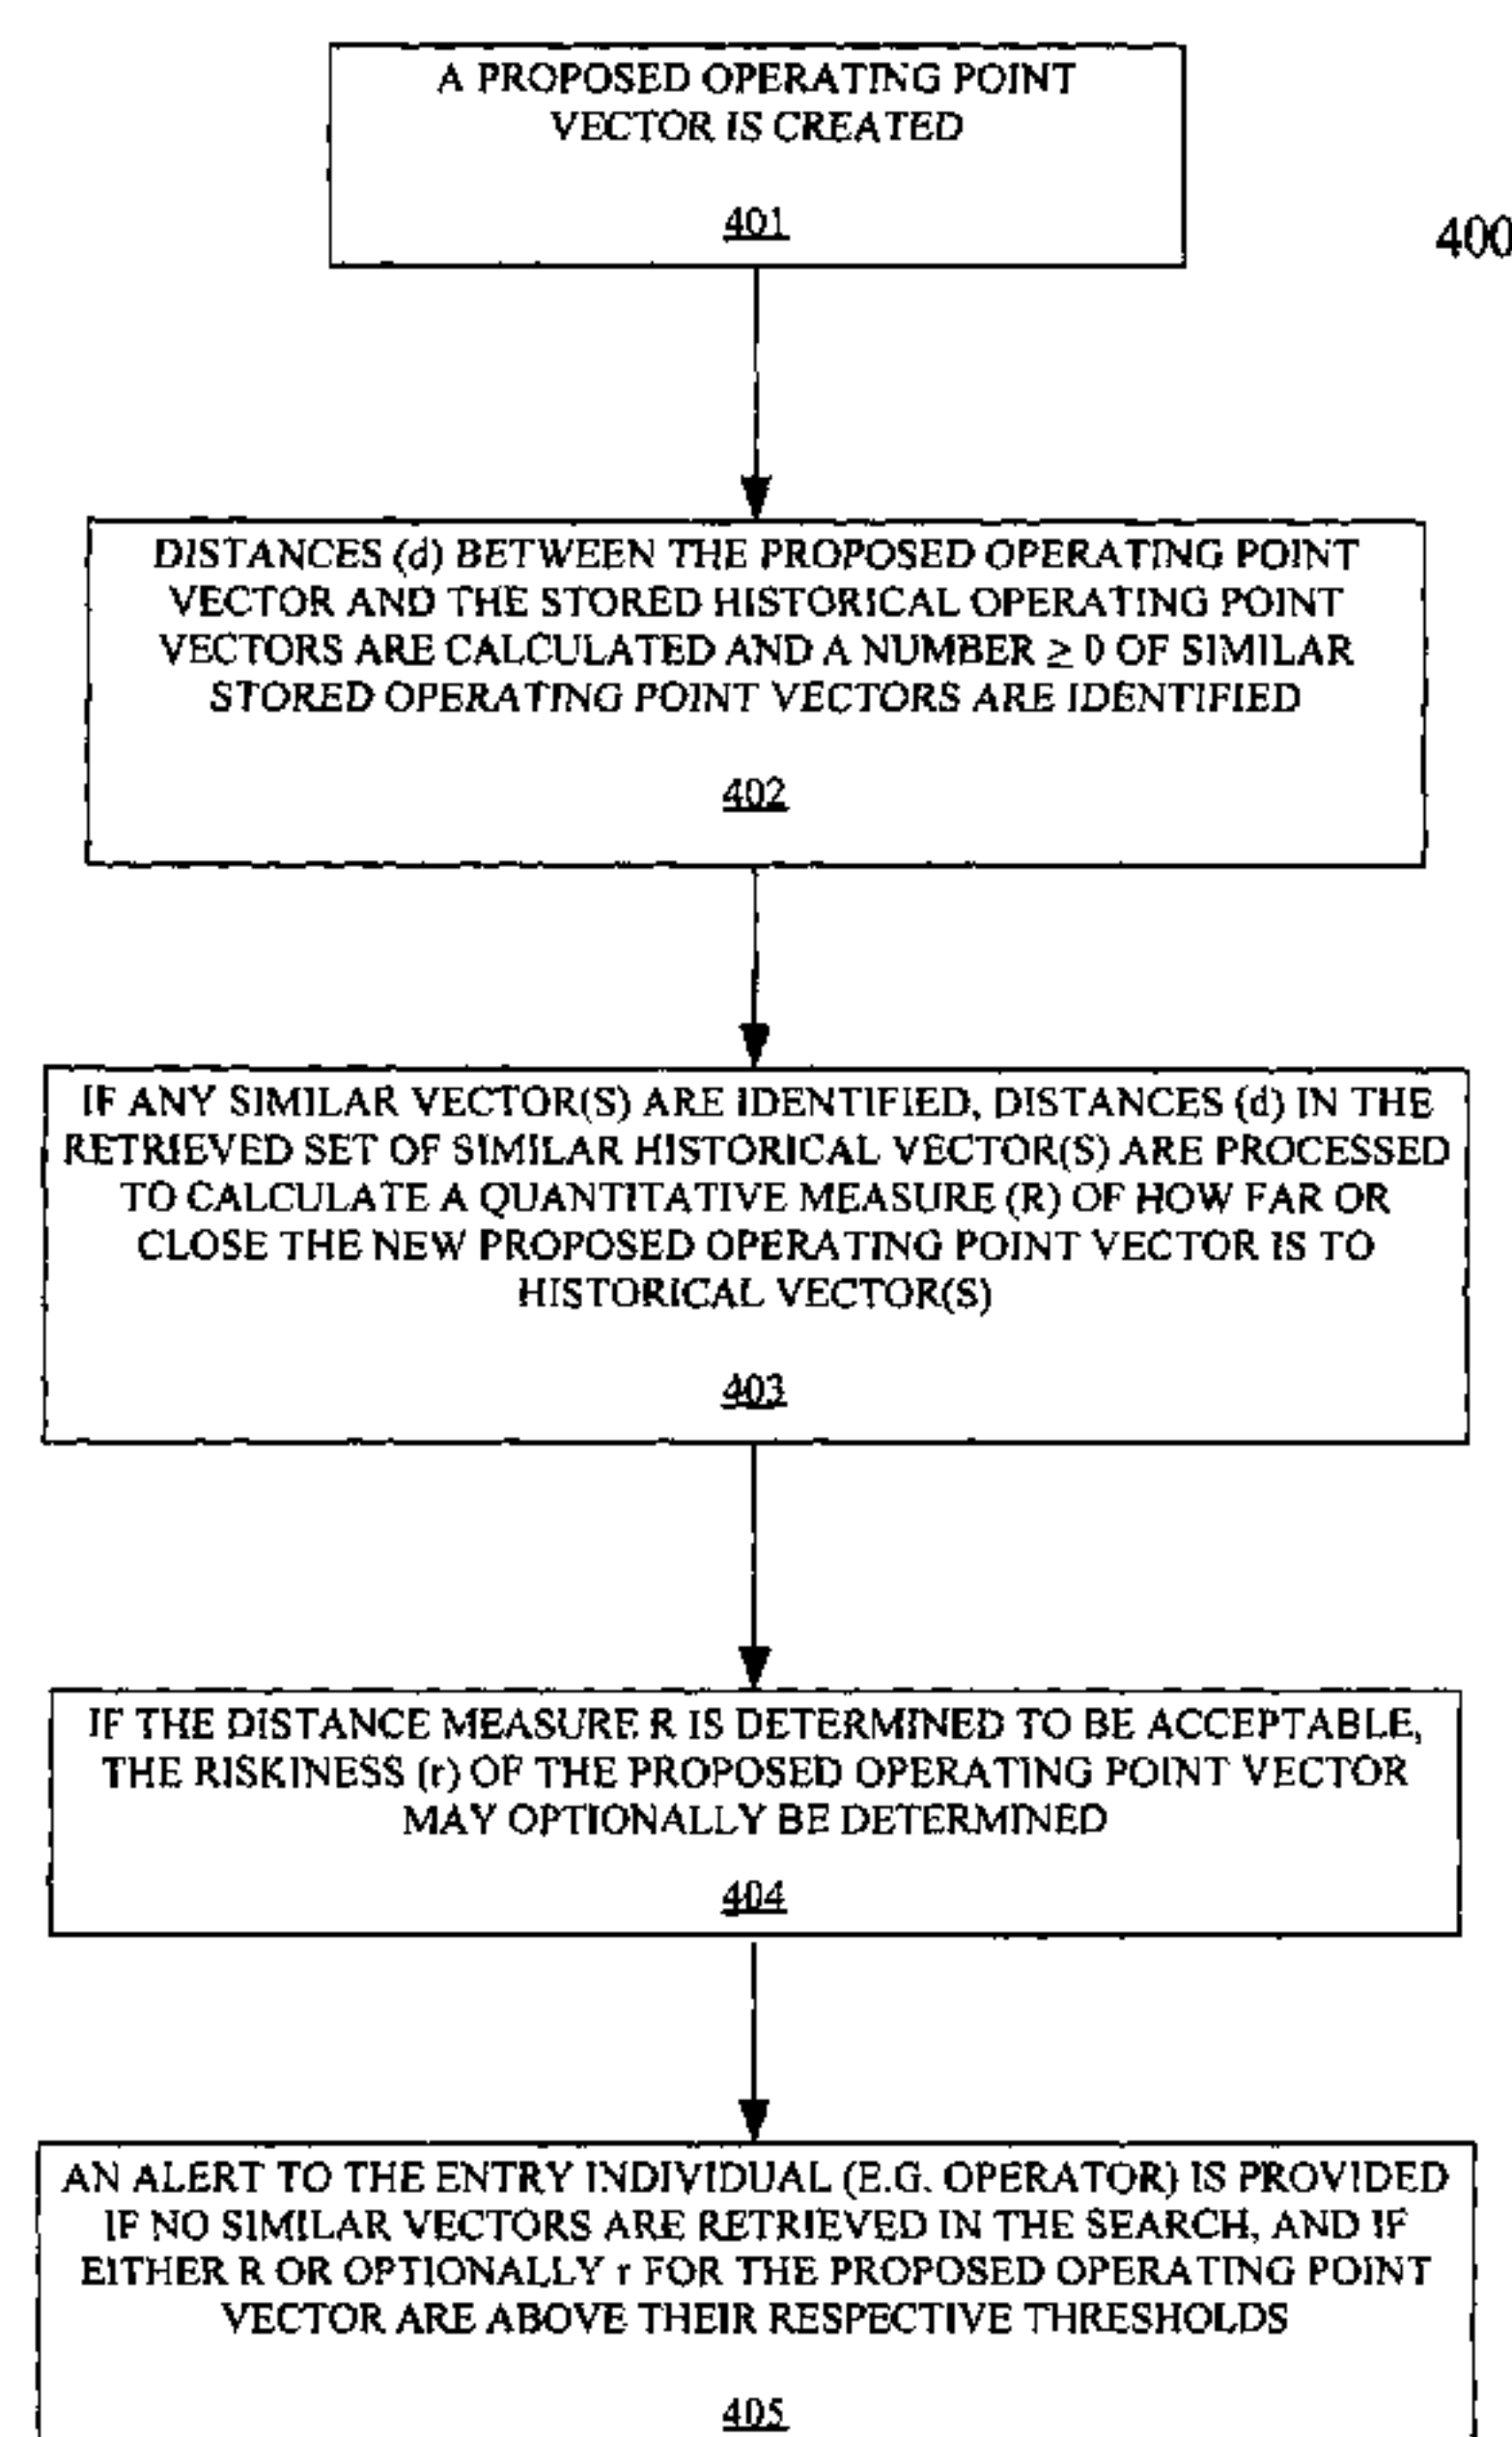 A PROPOSED OPERATING POINT
VECTOR IS CREATED
401
400
DISTANCES (d) BETWEEN THE PROPOSED OPERATING POINT
VECTOR AND THE STORED HISTORICAL OPERATING POINT
VECTORS ARE CALCULATED AND A NUMBER ≥ 0 OF SIMILAR
STORED OPERATING POINT VECTORS ARE IDENTIFIED
402
IF ANY SIMILAR VECTOR(S) ARE IDENTIFIED, DISTANCES (d) IN THE
RETRIEVED SET OF SIMILAR HISTORICAL VECTOR(S) ARE PROCESSED
TO CALCULATE A QUANTITATIVE MEASURE (R) OF HOW FAR OR
CLOSE THE NEW PROPOSED OPERATING POINT VECTOR IS TO
HISTORICAL VECTOR(S)
403
IF THE DISTANCE MEASURE R IS DETERMINED TO BE ACCEPTABLE,
THE RISKINESS (r) OF THE PROPOSED OPERATING POINT VECTOR
MAY OPTIONALLY BE DETERMINED
404
AN ALERT TO THE ENTRY INDIVIDUAL (E.G. OPERATOR) IS PROVIDED
IF NO SIMILAR VECTORS ARE RETRIEVED IN THE SEARCH, AND IF
EITHER R OR OPTIONALLY r FOR THE PROPOSED OPERATING POINT
VECTOR ARE ABOVE THEIR RESPECTIVE THRESHOLDS
405